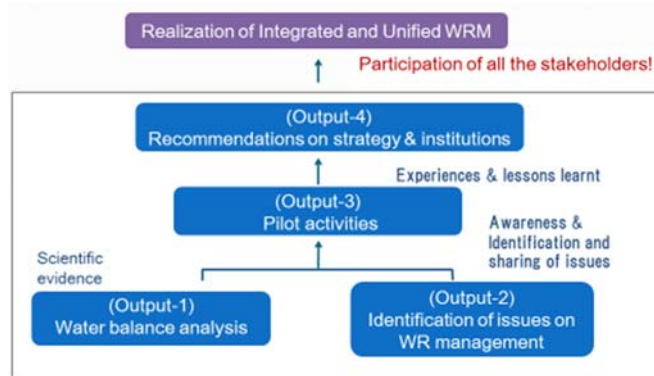 Realization of Integrated and Unified WRM
Participation of all the stakeholders!
(Output-4)
Recommendations on strategy & institutions
Experiences & lessons learnt
(Output-3)
Pilot activities
Awareness &
Identification and
sharing of issues
Scientific
evidence
(Output-1)
Water balance analysis
(Output-2)
Identification of issues on
WR management